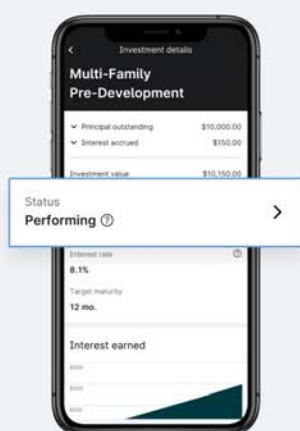 Investment details
Multi-Family
Pre-Development
Principal outstanding $10,000.00
Interest accrued $150.00
Investment value $10,150.00
Status
Performing
Interest rate
8.1%
Target maturity
12 mo.
Interest earned